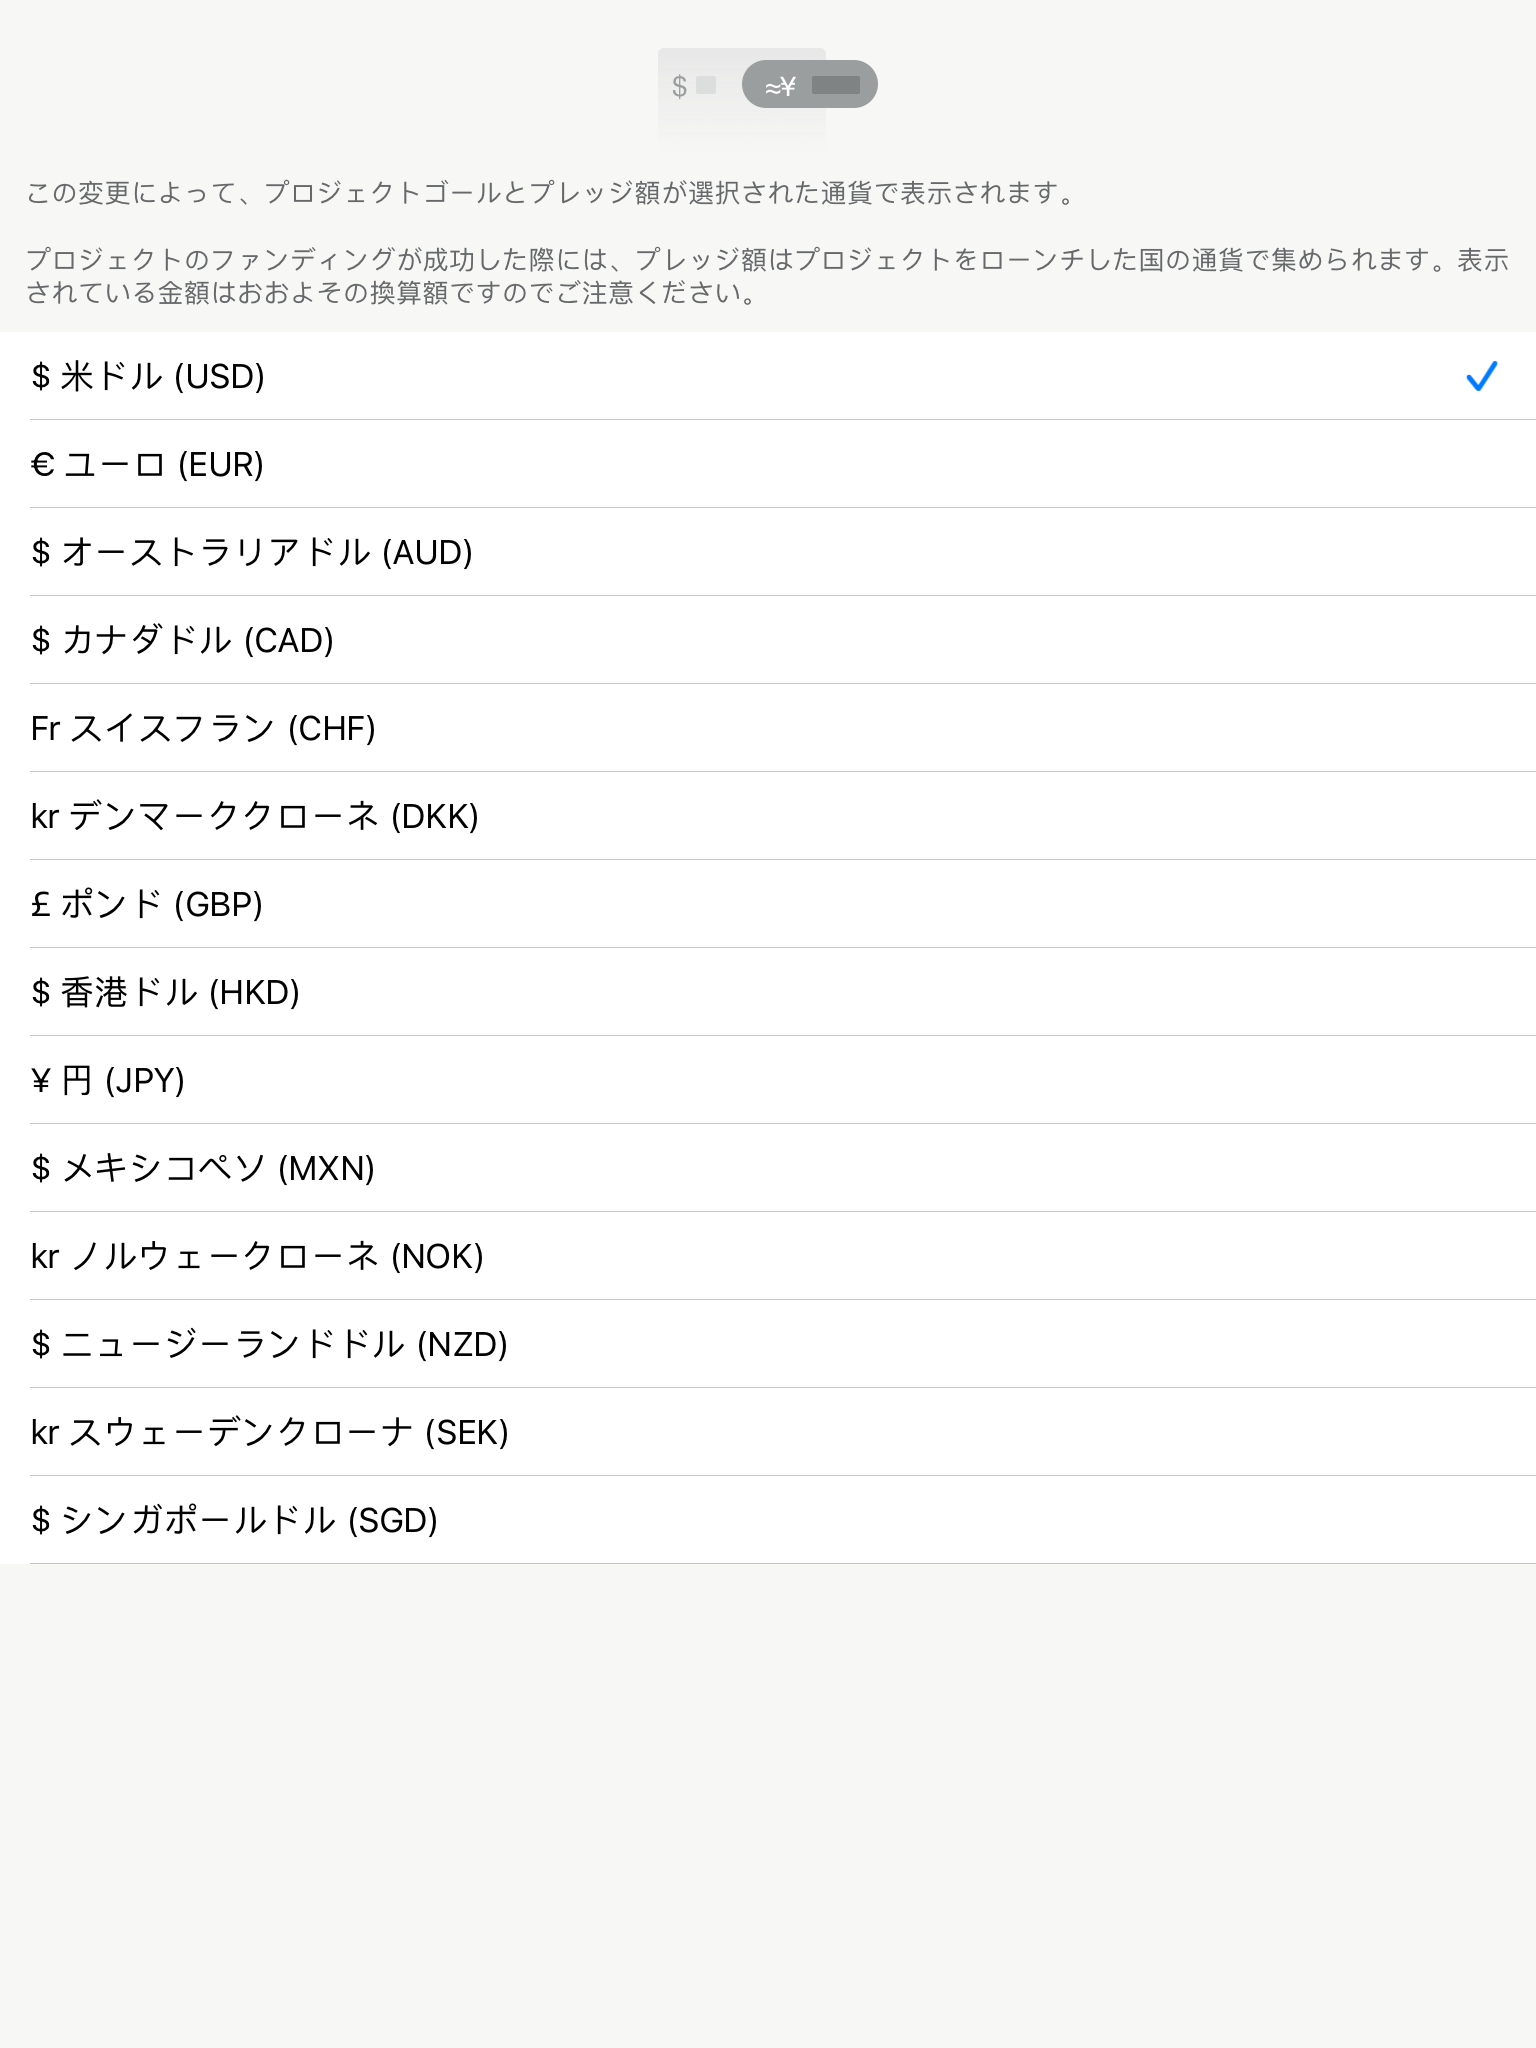 $ ≈¥
この変更によって、プロジェクトゴールとプレッジ額が選択された通貨で表示されます。
プロジェクトのファンディングが成功した際には、プレッジ額はプロジェクトをローンチした国の通貨で集められます。表示
されている金額はおおよその換算額ですのでご注意ください。
$ 米ドル (USD)
€ ユーロ (EUR)
$ オーストラリアドル (AUD)
$ カナダドル (CAD)
Fr スイスフラン (CHF)
kr デンマーククローネ (DKK)
£ ポンド (GBP)
$ 香港ドル (HKD)
¥ 円 (JPY)
$ メキシコペソ (MXN)
kr ノルウェークローネ (NOK)
$ ニュージーランドドル (NZD)
kr スウェーデンクローナ (SEK)
$ シンガポールドル (SGD)